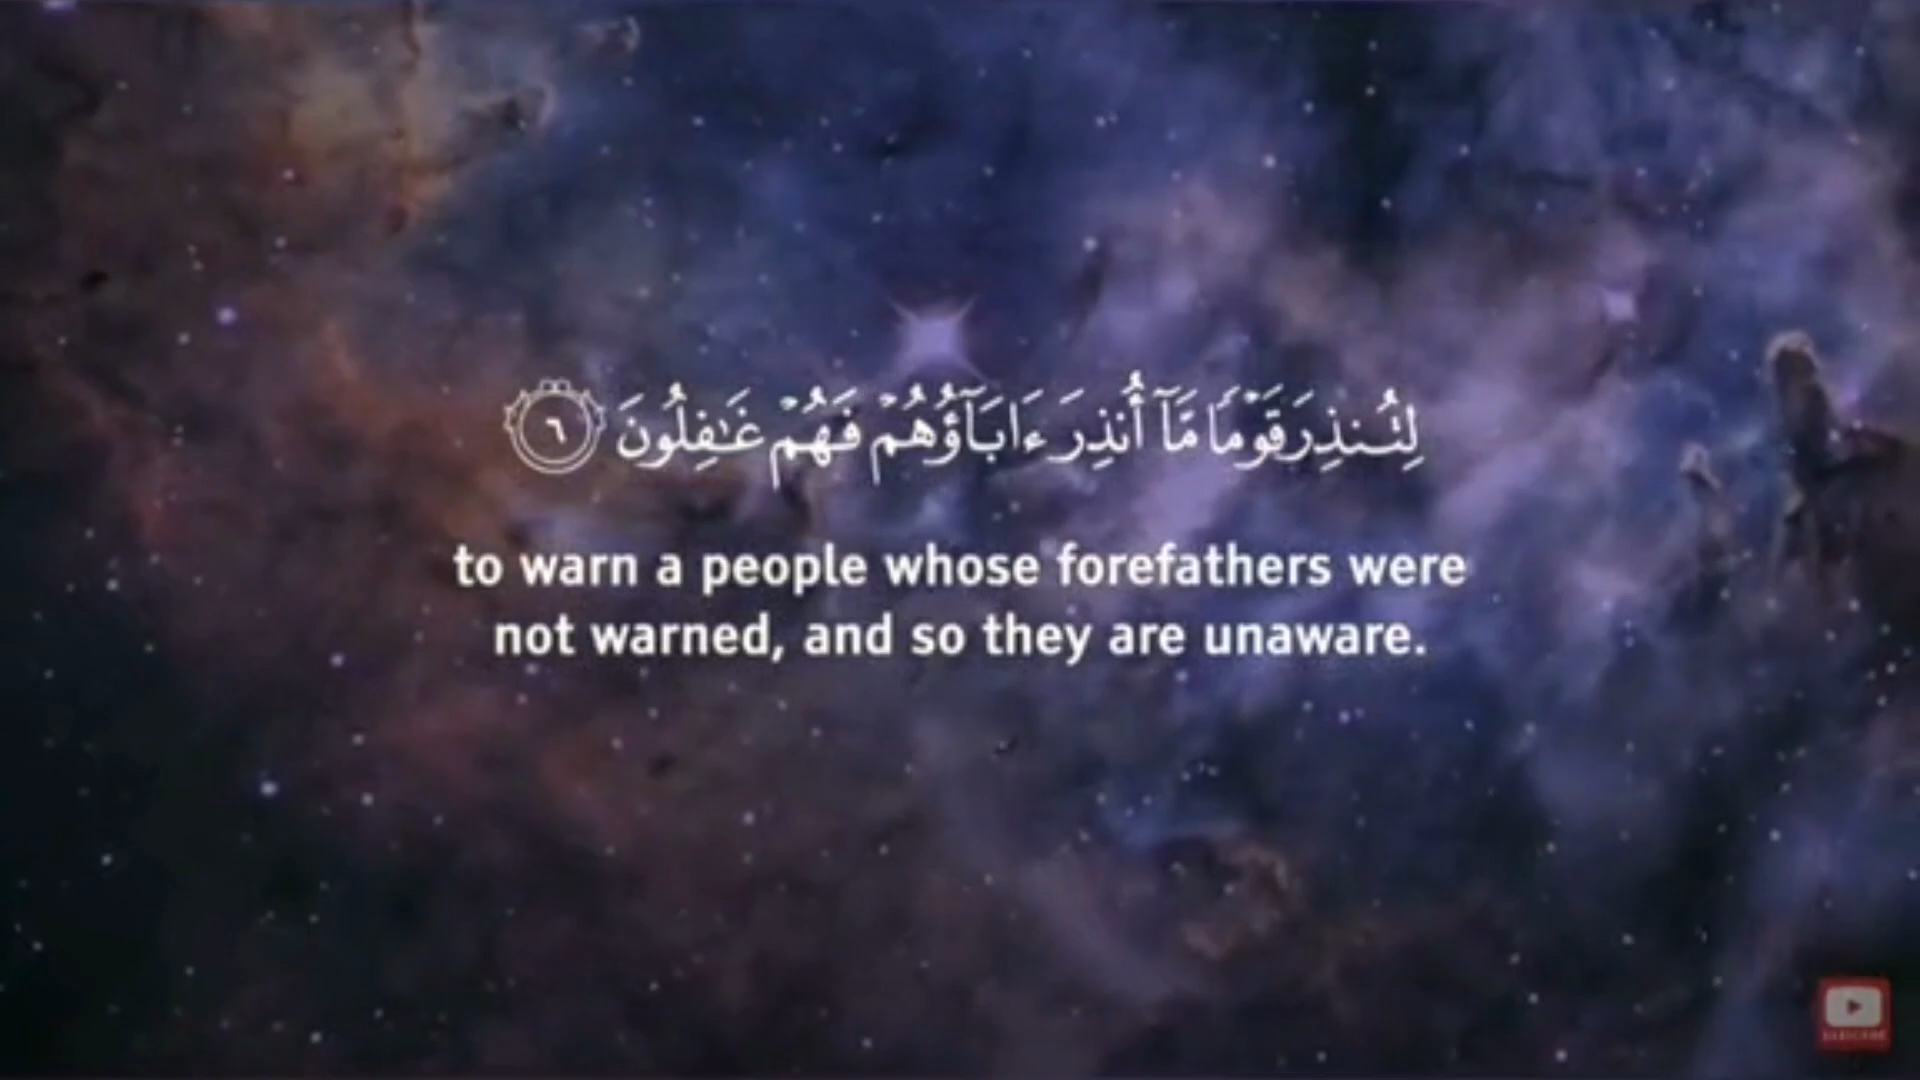 لِتُنذِرَ قَوْمًا مَّآ أُنذِرَ ءَابَآؤُهُمْ فَهُمْ غَـٰفِلُونَ ٦
to warn a people whose forefathers were
not warned, and so they are unaware.
SUBSCRIBE